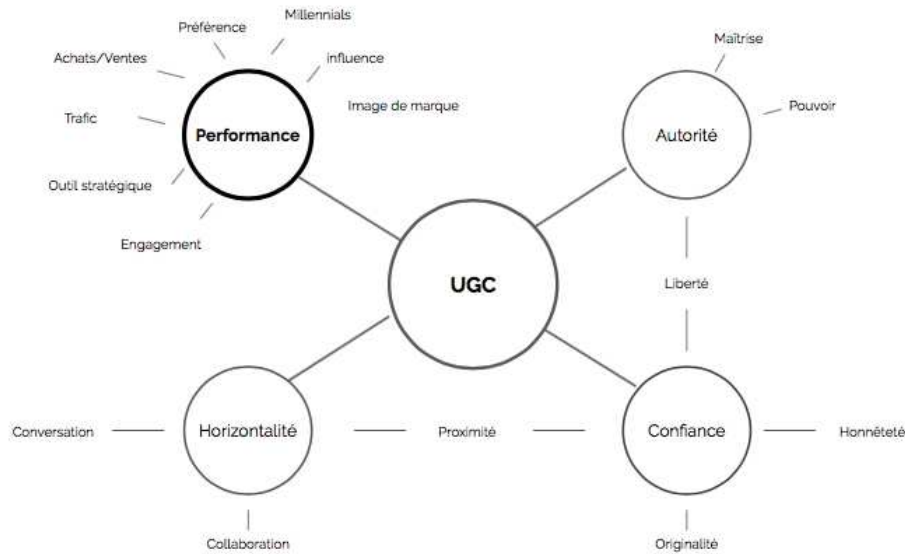 Millennials
Préférence
influence
Achats/Ventes
Image de marque
Trafic
Performance
Outil stratégique
Engagement
Maîtrise
Pouvoir
Autorité
UGC
Liberté
Conversation
Horizontalité
Proximité
Confiance
Honnêteté
Collaboration
Originalité